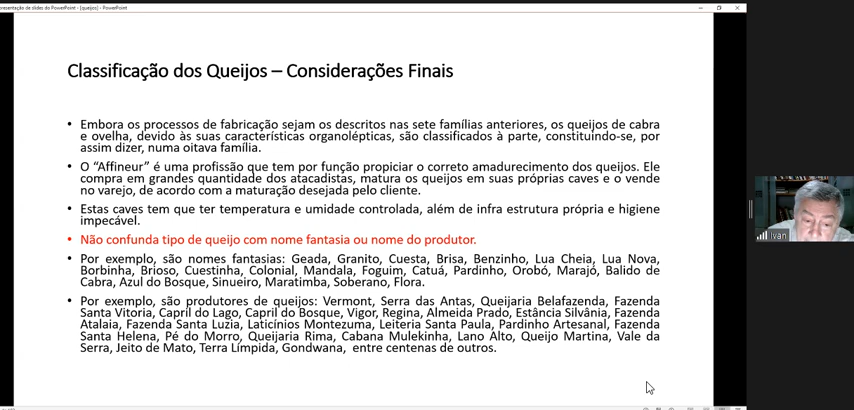 presentação de slides do PowerPoint - [queijos] - PowerPoint
Classificação dos Queijos – Considerações Finais
• Embora os processos de fabricação sejam os descritos nas sete famílias anteriores, os queijos de cabra
e ovelha, devido às suas características organolépticas, são classificados à parte, constituindo-se, por
assim dizer, numa oitava família.
• O “Affineur” é uma profissão que tem por função propiciar o correto amadurecimento dos queijos. Ele
compra em grandes quantidade dos atacadistas, matura os queijos em suas próprias caves e o vende
no varejo, de acordo com a maturação desejada pelo cliente.
• Estas caves tem que ter temperatura e umidade controlada, além de infra estrutura própria e higiene
impecável.
• Não confunda tipo de queijo com nome fantasia ou nome do produtor.
• Por exemplo, são nomes fantasias: Geada, Granito, Cuesta, Brisa, Benzinho, Lua Cheia, Lua Nova,
Borbinha, Brioso, Cuestinha, Colonial, Mandala, Foguim, Catuá, Pardinho, Orobó, Marajó, Balido de
Cabra, Azul do Bosque, Sinueiro, Maratimba, Soberano, Flora.
• Por exemplo, são produtores de queijos: Vermont, Serra das Antas, Queijaria Belafazenda, Fazenda
Santa Vitoria, Capril do Lago, Capril do Bosque, Vigor, Regina, Almeida Prado, Estância Silvânia, Fazenda
Atalaia, Fazenda Santa Luzia, Laticínios Montezuma, Leiteria Santa Paula, Pardinho Artesanal, Fazenda
Santa Helena, Pé do Morro, Queijaria Rima, Cabana Mulekinha, Lano Alto, Queijo Martina, Vale da
Serra, Jeito de Mato, Terra Límpida, Gondwana, entre centenas de outros.
Ivan